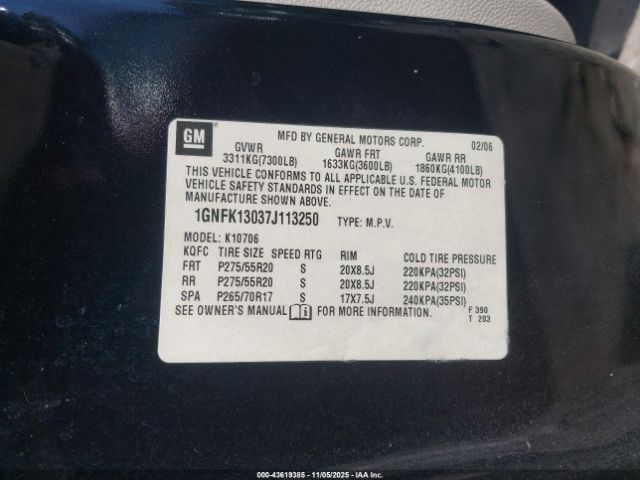 GM
MFD BY GENERAL MOTORS CORP. 02/06
GVWR GAWR FRT GAWR RR
3311KG(7300LB) 1633KG(3600LB) 1860KG(4100LB)
THIS VEHICLE CONFORMS TO ALL APPLICABLE U.S. FEDERAL MOTOR
VEHICLE SAFETY STANDARDS IN EFFECT ON THE DATE OF
MANUFACTURE SHOWN ABOVE.
1GNFK13037J113250 TYPE: M.P.V.
MODEL: K10706
KQFC TIRE SIZE SPEED RTG RIM COLD TIRE PRESSURE
FRT P275/55R20 S 20X8.5J 220KPA(32PSI)
RR P275/55R20 S 20X8.5J 220KPA(32PSI)
SPA P265/70R17 S 17X7.5J 240KPA(35PSI)
SEE OWNER'S MANUAL FOR MORE INFORMATION. F 390
T 203
000-43619385 - 11/05/2025 - IAA Inc.